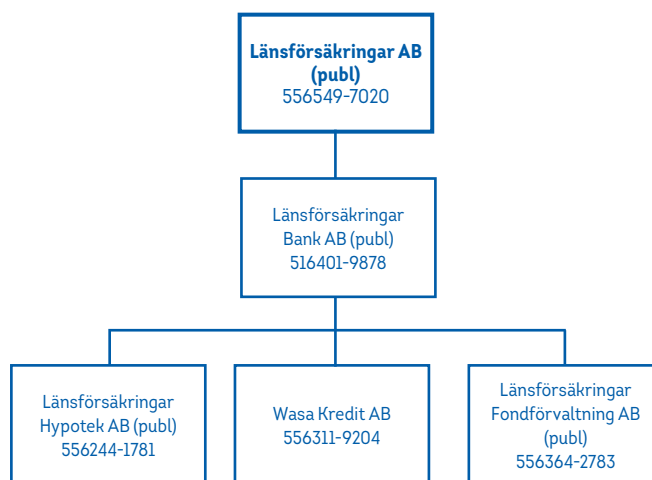 Länsförsäkringar AB
(publ)
556549-7020
Länsförsäkringar
Bank AB (publ)
516401-9878
Länsförsäkringar
Hypotek AB (publ)
556244-1781
Wasa Kredit AB
556311-9204
Länsförsäkringar
Fondförvaltning AB
(publ)
556364-2783